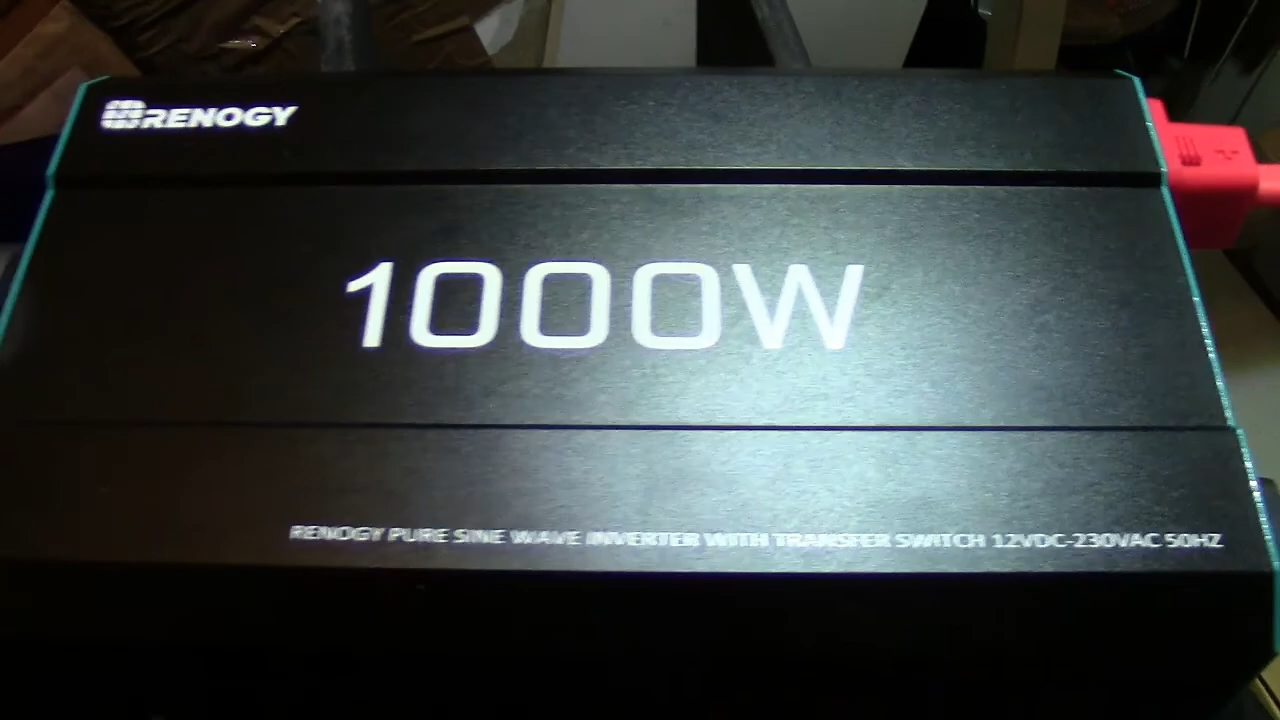 RENOGY
1000W
RENOGY PURE SINE WAVE INVERTER WITH TRANSFER SWITCH 12VDC-230VAC 50HZ